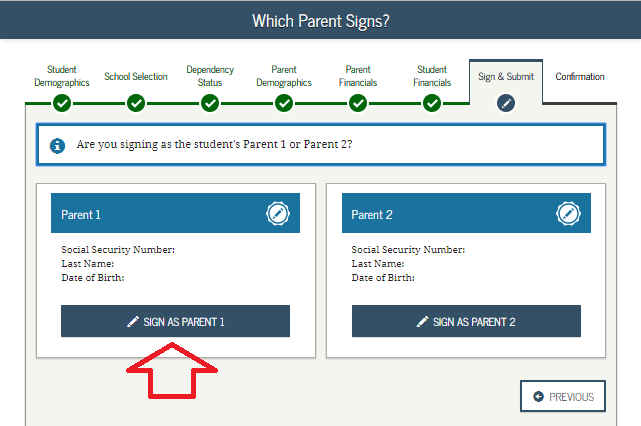 Which Parent Signs?
Student
Demographics
School Selection
Dependency
Status
Parent
Demographics
Parent
Financials
Student
Financials
Sign & Submit
Confirmation
Are you signing as the student's Parent 1 or Parent 2?
Parent 1
Social Security Number:
Last Name:
Date of Birth:
SIGN AS PARENT 1
Parent 2
Social Security Number:
Last Name:
Date of Birth:
SIGN AS PARENT 2
PREVIOUS